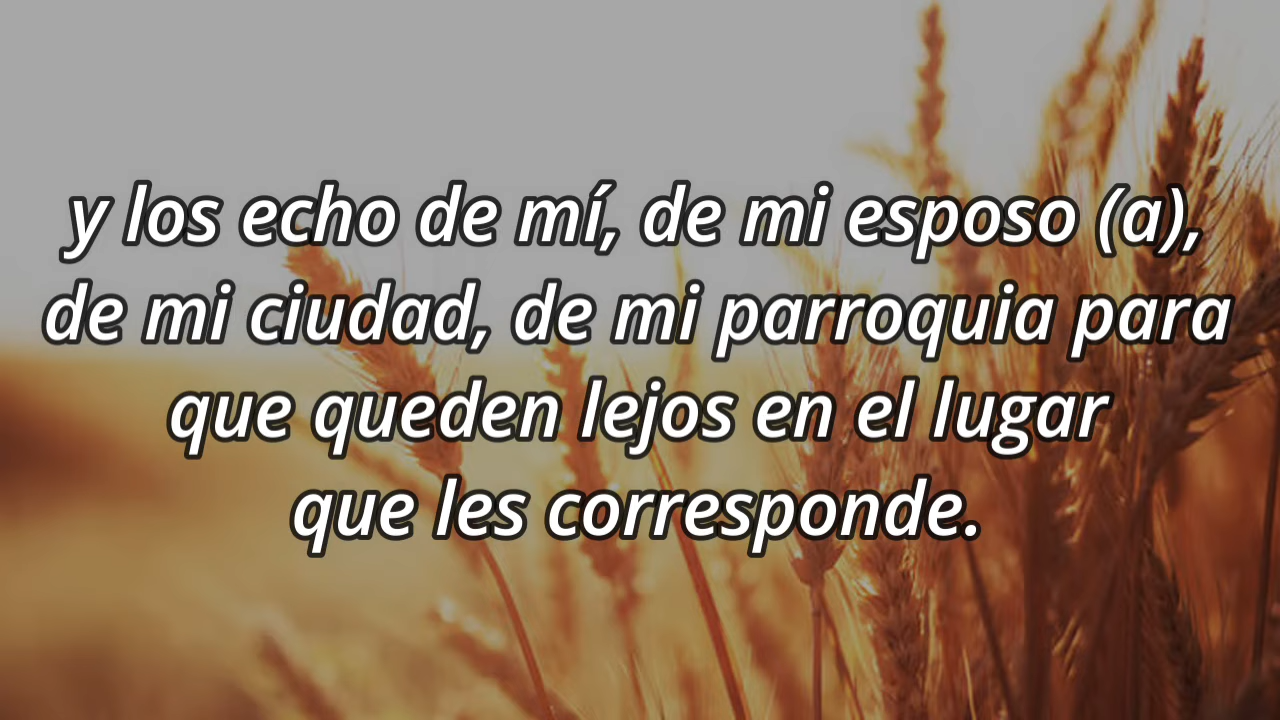 y los echo de mí, de mi esposo (a),
de mi ciudad, de mi parroquia para
que queden lejos en el lugar
que les corresponde.